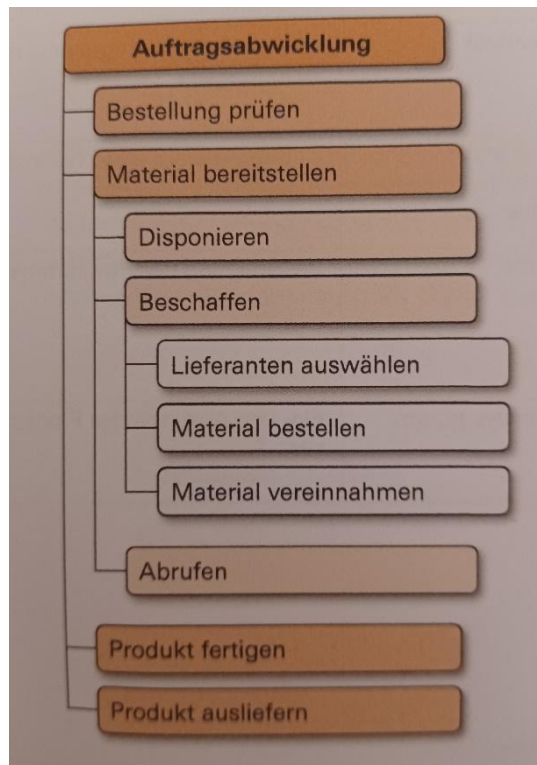 Auftragsabwicklung
Bestellung prüfen
Material bereitstellen
Disponieren
Beschaffen
Lieferanten auswählen
Material bestellen
Material vereinnahmen
Abrufen
Produkt fertigen
Produkt ausliefern